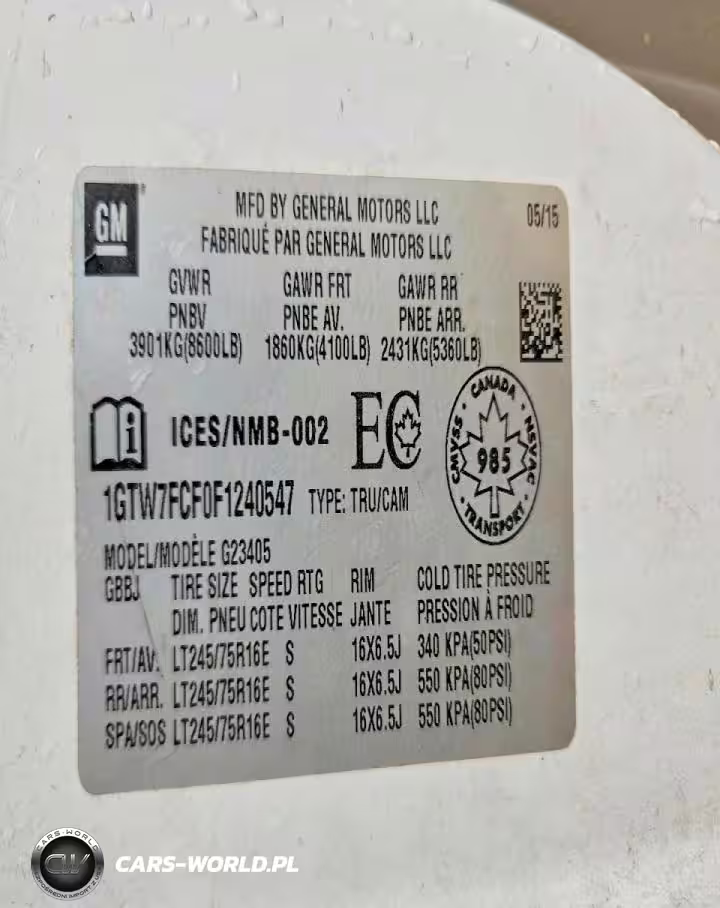 GM
MFD BY GENERAL MOTORS LLC 05/15
FABRIQUÉ PAR GENERAL MOTORS LLC
GVWR GAWR FRT GAWR RR
PNBV PNBE AV. PNBE ARR.
3901KG(8600LB) 1860KG(4100LB) 2431KG(5360LB)
ICES/NMB-002 EC
CANADA
CMVSS 985 NSVAC
TRANSPORT
1GTW7FCF0F1240547 TYPE: TRU/CAM
MODEL/MODÈLE G23405
GBBJ TIRE SIZE SPEED RTG RIM COLD TIRE PRESSURE
DIM. PNEU COTE VITESSE JANTE PRESSION À FROID
FRT/AV. LT245/75R16E S 16X6.5J 340 KPA(50PSI)
RR/ARR. LT245/75R16E S 16X6.5J 550 KPA(80PSI)
SPA/SOS LT245/75R16E S 16X6.5J 550 KPA(80PSI)
CARS-WORLD
CW
CARS-WORLD.PL